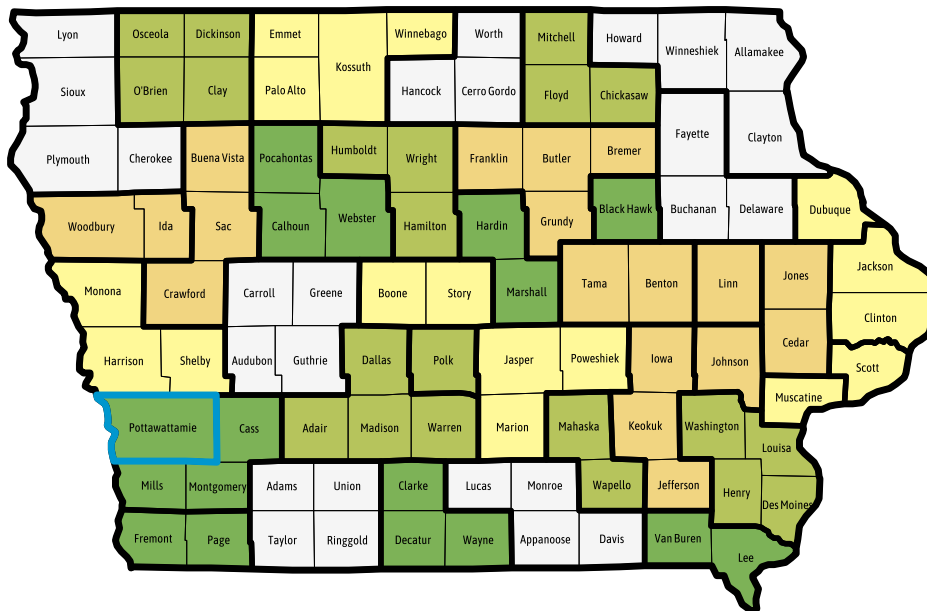 Lyon
Osceola
Dickinson
Emmet
Winnebago
Worth
Mitchell
Howard
Winneshiek
Allamakee
Kossuth
Sioux
O'Brien
Clay
Palo Alto
Hancock
Cerro Gordo
Floyd
Chickasaw
Fayette
Clayton
Plymouth
Cherokee
Buena Vista
Pocahontas
Humboldt
Wright
Franklin
Butler
Bremer
Woodbury
Ida
Sac
Calhoun
Webster
Hamilton
Hardin
Grundy
Black Hawk
Buchanan
Delaware
Dubuque
Monona
Crawford
Carroll
Greene
Boone
Story
Marshall
Tama
Benton
Linn
Jones
Jackson
Clinton
Harrison
Shelby
Audubon
Guthrie
Dallas
Polk
Jasper
Poweshiek
Iowa
Johnson
Cedar
Scott
Muscatine
Pottawattamie
Cass
Adair
Madison
Warren
Marion
Mahaska
Keokuk
Washington
Louisa
Mills
Montgomery
Adams
Union
Clarke
Lucas
Monroe
Wapello
Jefferson
Henry
Des Moines
Fremont
Page
Taylor
Ringgold
Decatur
Wayne
Appanoose
Davis
Van Buren
Lee